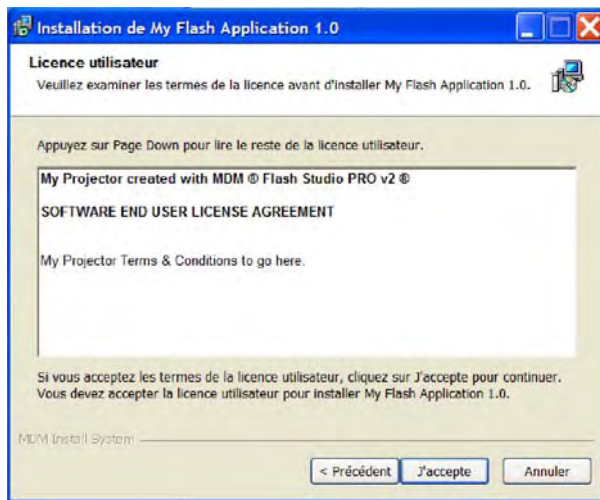 Installation de My Flash Application 1.0
Licence utilisateur
Veuillez examiner les termes de la licence avant d'installer My Flash Application 1.0.
Appuyez sur Page Down pour lire le reste de la licence utilisateur.
My Projector created with MDM ® Flash Studio PRO v2 ®
SOFTWARE END USER LICENSE AGREEMENT
My Projector Terms & Conditions to go here.
Si vous acceptez les termes de la licence utilisateur, cliquez sur J'accepte pour continuer.
Vous devez accepter la licence utilisateur pour installer My Flash Application 1.0.
MDM Install System
< Précédent J'accepte Annuler